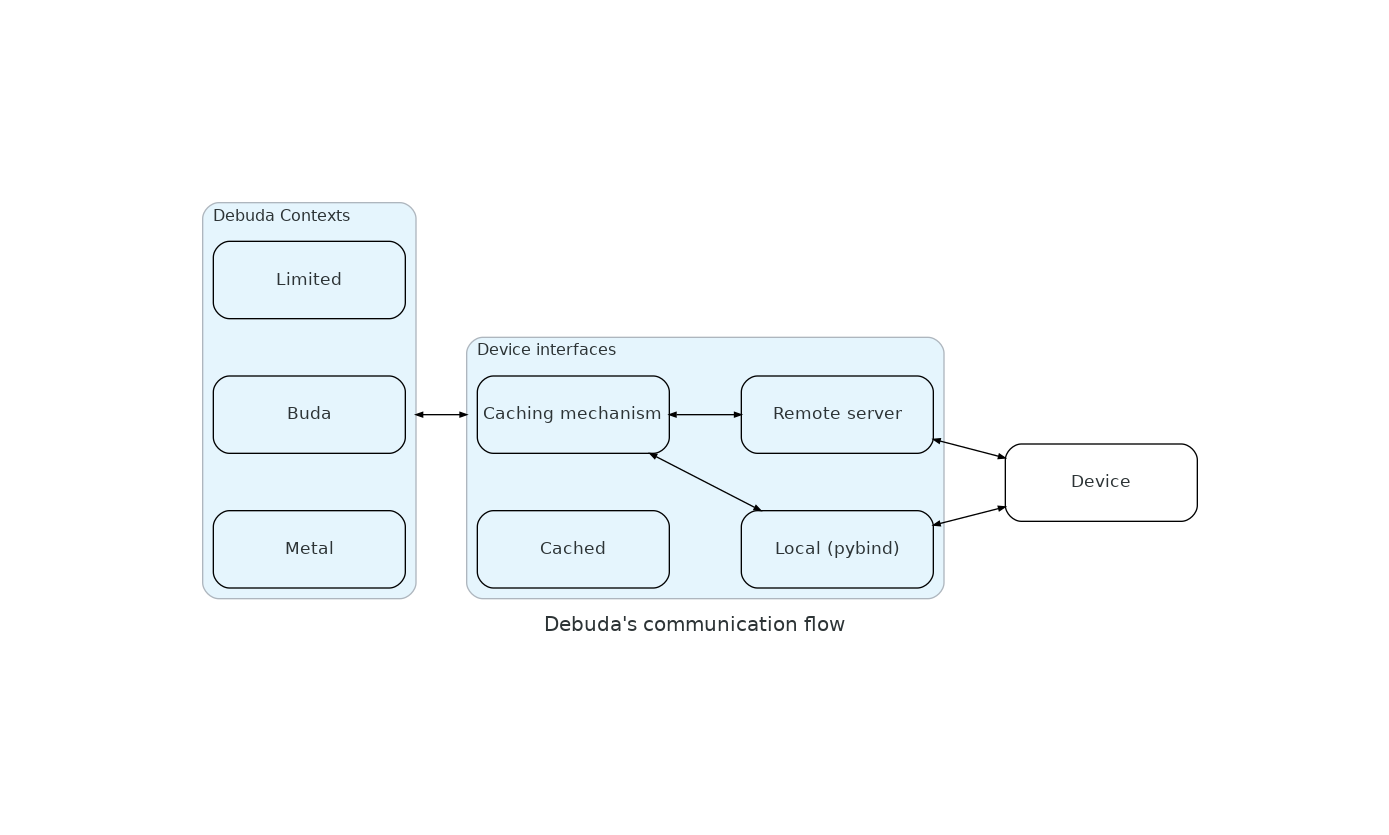 Debuda Contexts
Limited
Buda
Metal
Device interfaces
Caching mechanism
Remote server
Cached
Local (pybind)
Device
Debuda's communication flow